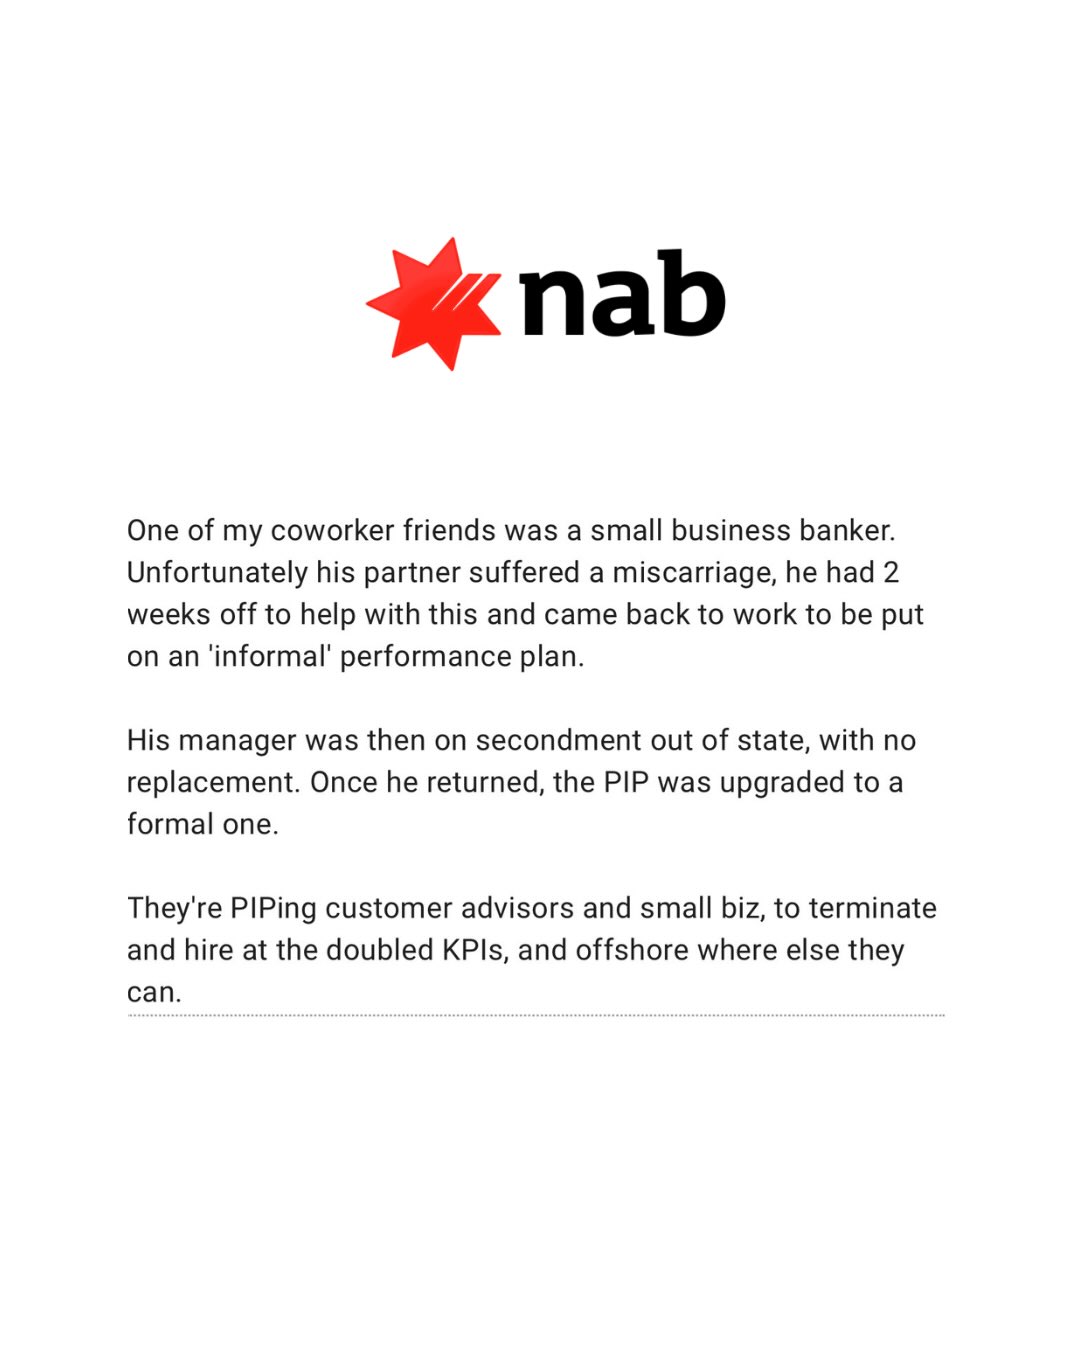 nab
One of my coworker friends was a small business banker.
Unfortunately his partner suffered a miscarriage, he had 2
weeks off to help with this and came back to work to be put
on an 'informal' performance plan.
His manager was then on secondment out of state, with no
replacement. Once he returned, the PIP was upgraded to a
formal one.
They're PIPing customer advisors and small biz, to terminate
and hire at the doubled KPIs, and offshore where else they
can.